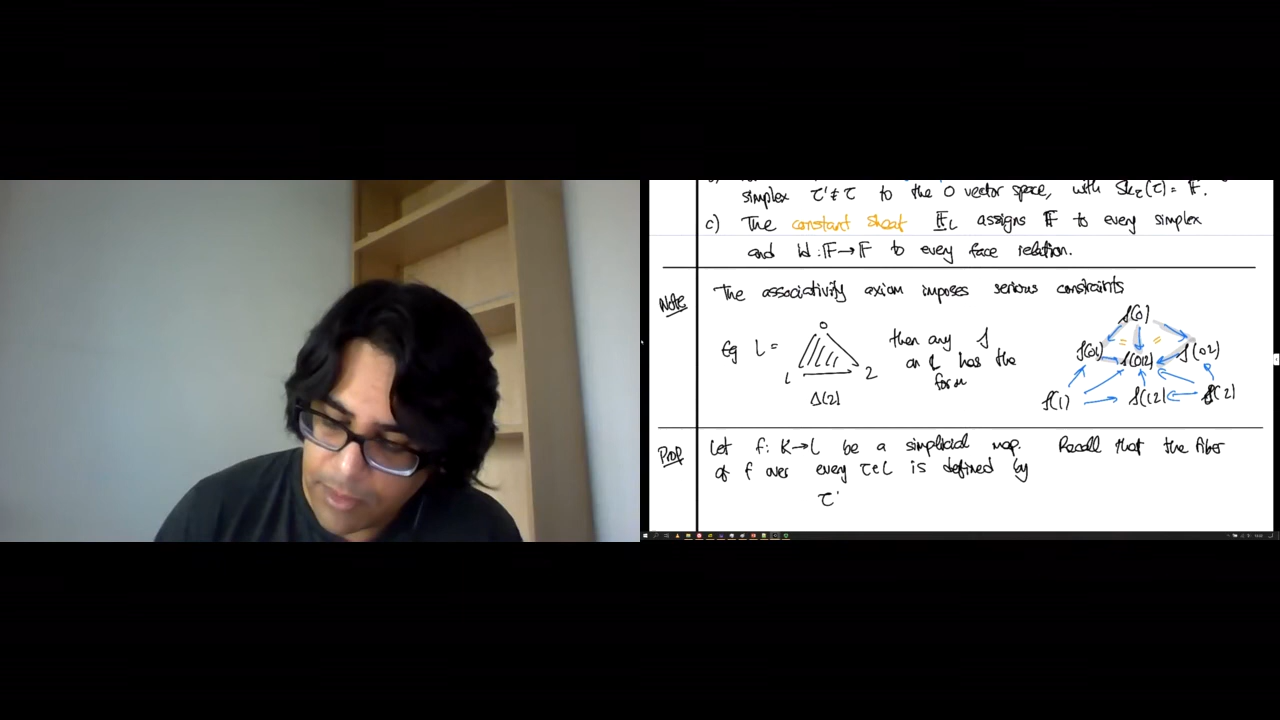 simplex τ' ≰ τ to the 0 vector space, with Sk_τ(τ) = F.
c) The constant sheaf F_L assigns F to every simplex
and id : F → F to every face relation.
Note The associativity axiom imposes serious constraints
Eg L =
0
1
2
Δ(2)
then any S
on L has the
form
S(0)
S(01)
S(012)
S(02)
S(1)
S(12)
S(2)
Prop Let f: K → L be a simplicial map. Recall that the fiber
of f over every τ ∈ L is defined by
τ'